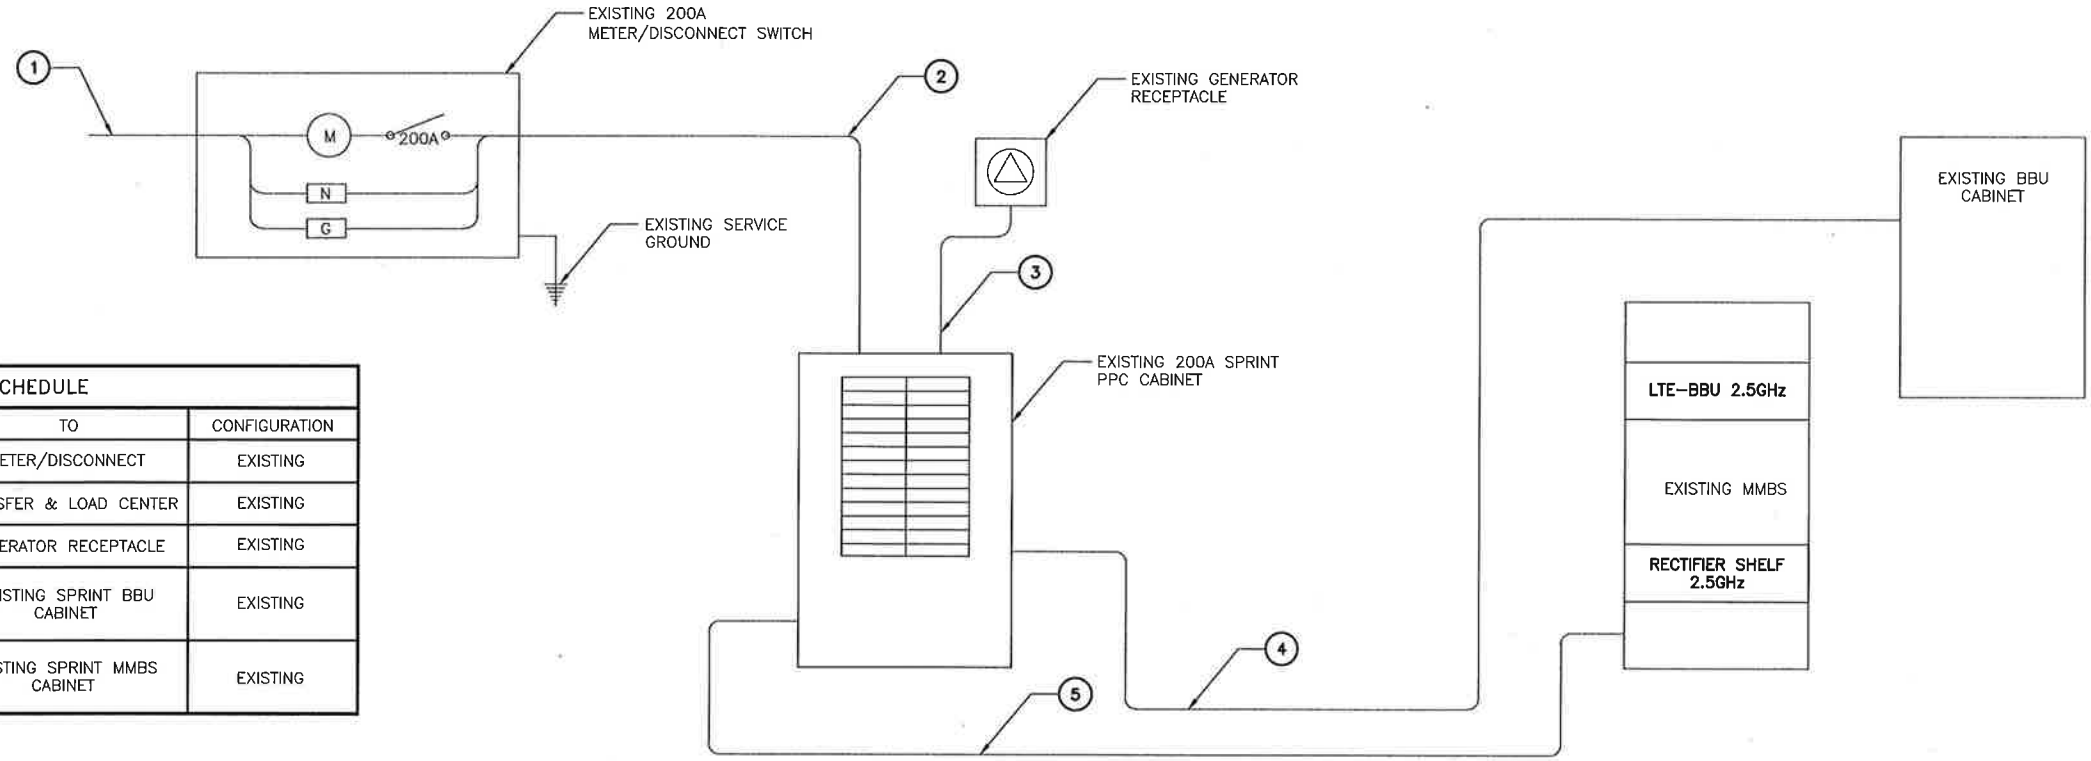 EXISTING 200A
METER/DISCONNECT SWITCH
1
2
EXISTING GENERATOR
RECEPTACLE
M
200A
N
G
EXISTING SERVICE
GROUND
3
EXISTING BBU
CABINET
EXISTING 200A SPRINT
PPC CABINET
LTE-BBU 2.5GHz
EXISTING MMBS
RECTIFIER SHELF
2.5GHz
4
5
CHEDULE
TO CONFIGURATION
ETER/DISCONNECT EXISTING
SFER & LOAD CENTER EXISTING
ERATOR RECEPTACLE EXISTING
ISTING SPRINT BBU
CABINET EXISTING
STING SPRINT MMBS
CABINET EXISTING